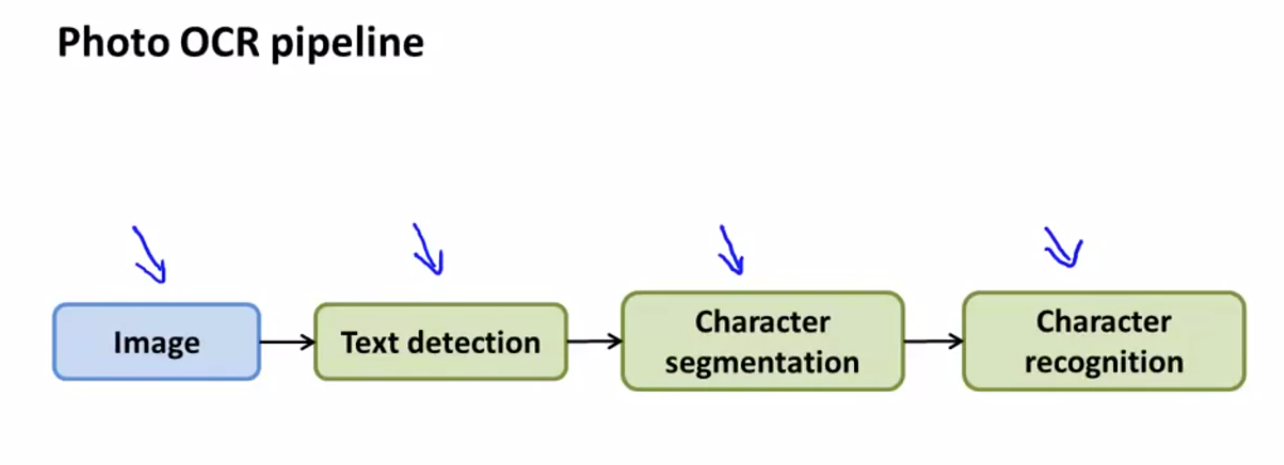 Photo OCR pipeline
Image
Text detection
Character
segmentation
Character
recognition